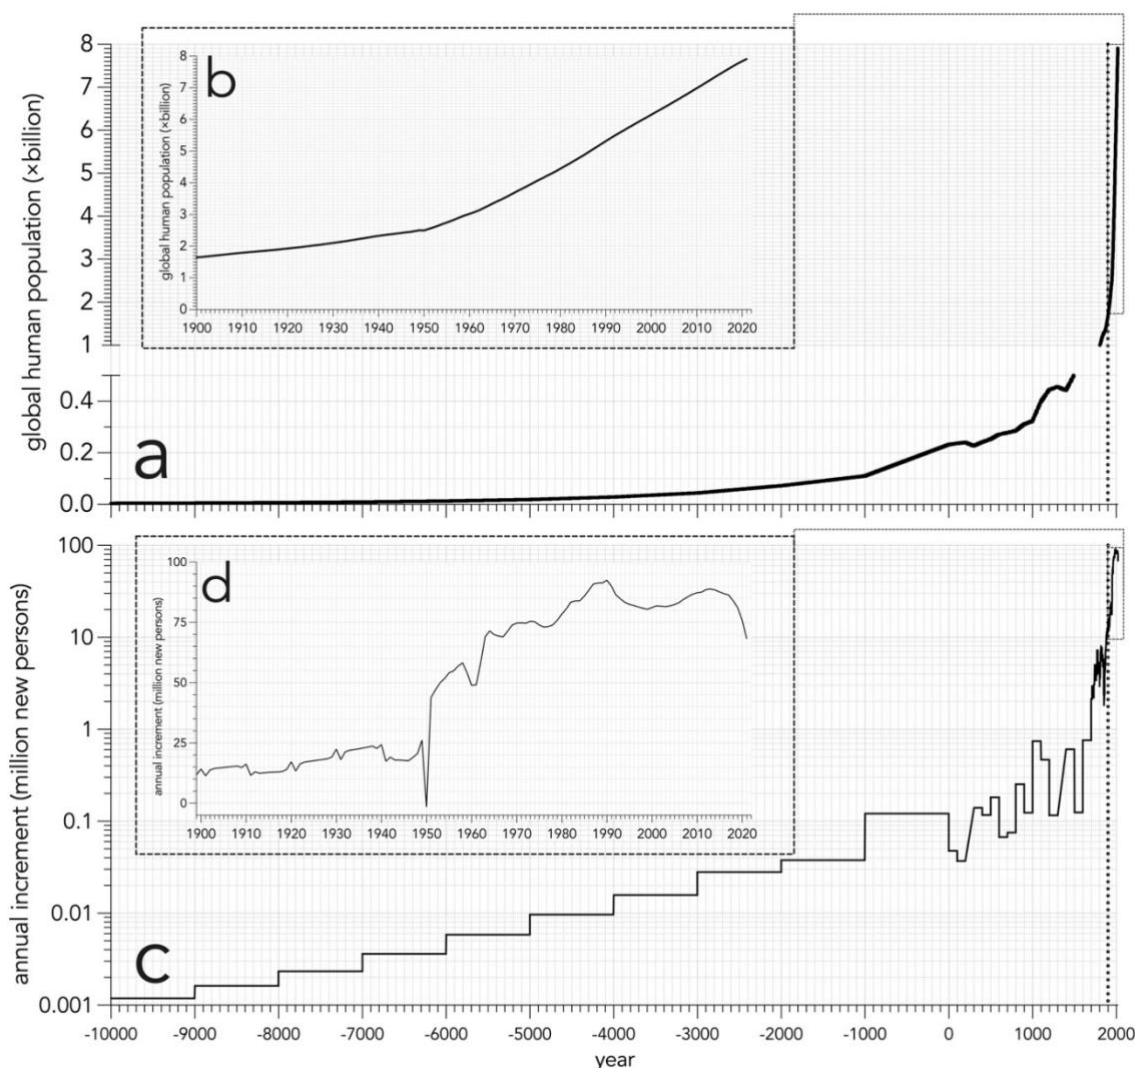 global human population (×billion)
8
7
6
5
4
3
2
1
0.4
0.2
0.0
a
b
global human population (×billion)
8
7
6
5
4
3
2
1
0
1900 1910 1920 1930 1940 1950 1960 1970 1980 1990 2000 2010 2020
annual increment (million new persons)
100
10
1
0.1
0.01
0.001
c
d
annual increment (million new persons)
100
75
50
25
0
1900 1910 1920 1930 1940 1950 1960 1970 1980 1990 2000 2010 2020
-10000 -9000 -8000 -7000 -6000 -5000 -4000 -3000 -2000 -1000 0 1000 2000
year